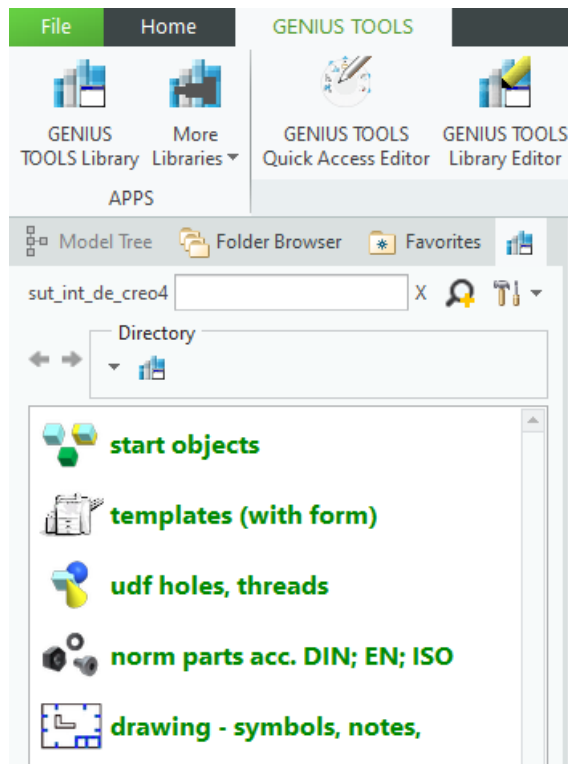 File Home GENIUS TOOLS
GENIUS More GENIUS TOOLS GENIUS TOOLS
TOOLS Library Libraries Quick Access Editor Library Editor
APPS
Model Tree Folder Browser Favorites
sut_int_de_creo4 X
Directory
start objects
templates (with form)
udf holes, threads
norm parts acc. DIN; EN; ISO
drawing - symbols, notes,